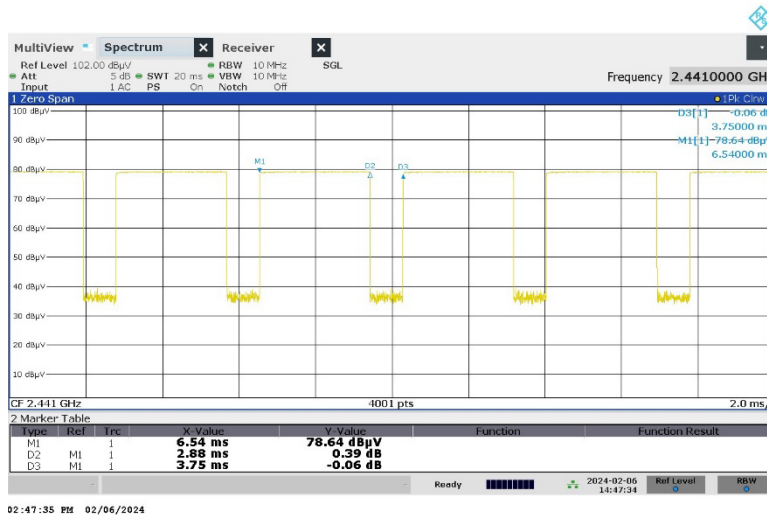 MultiView Spectrum X Receiver X
Ref Level 102.00 dBµV RBW 10 MHz SGL
Att 5 dB SWT 20 ms VBW 10 MHz Frequency 2.4410000 GH
Input 1 AC PS On Notch Off
1 Zero Span 1Pk Clrw
100 dBµV D3[1] -0.06 d
3.75000 m
90 dBµV M1[1] 78.64 dBµ
6.54000 m
M1 D2 D3
80 dBµV
70 dBµV
60 dBµV
50 dBµV
40 dBµV
30 dBµV
20 dBµV
10 dBµV
CF 2.441 GHz 4001 pts 2.0 ms/
2 Marker Table
Type Ref Trc X-Value Y-Value Function Function Result
M1 1 6.54 ms 78.64 dBµV
D2 M1 1 2.88 ms 0.39 dB
D3 M1 1 3.75 ms -0.06 dB
Ready 2024-02-06 14:47:34 Ref Level RBW
02:47:35 PM 02/06/2024